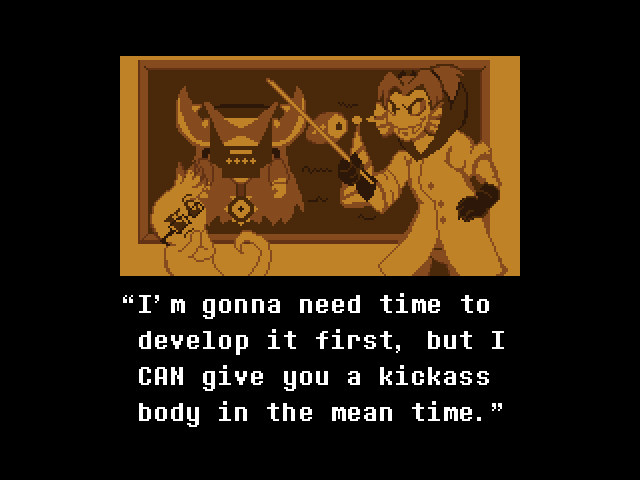 “I’m gonna need time to
develop it first, but I
CAN give you a kickass
body in the mean time.”